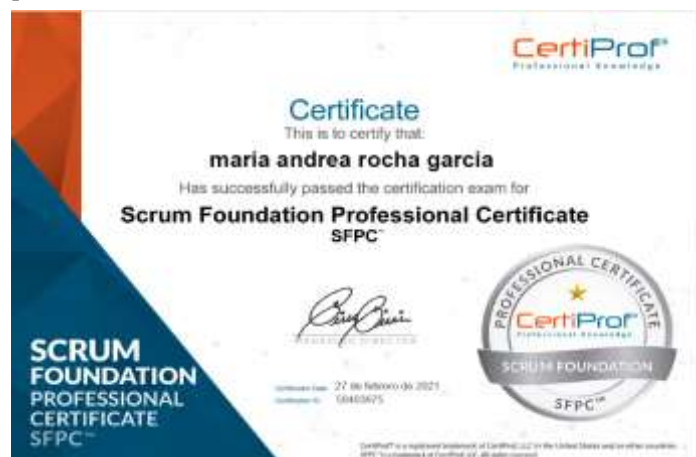 CertiProf®
Professional Knowledge
Certificate
This is to certify that:
maria andrea rocha garcia
Has successfully passed the certification exam for
Scrum Foundation Professional Certificate
SFPC™
PROFESSIONAL CERTIFICATE
CertiProf®
Professional Knowledge
SCRUM FOUNDATION
SFPC™
SCRUM
FOUNDATION
PROFESSIONAL
CERTIFICATE
SFPC™
27 de febrero de 2021